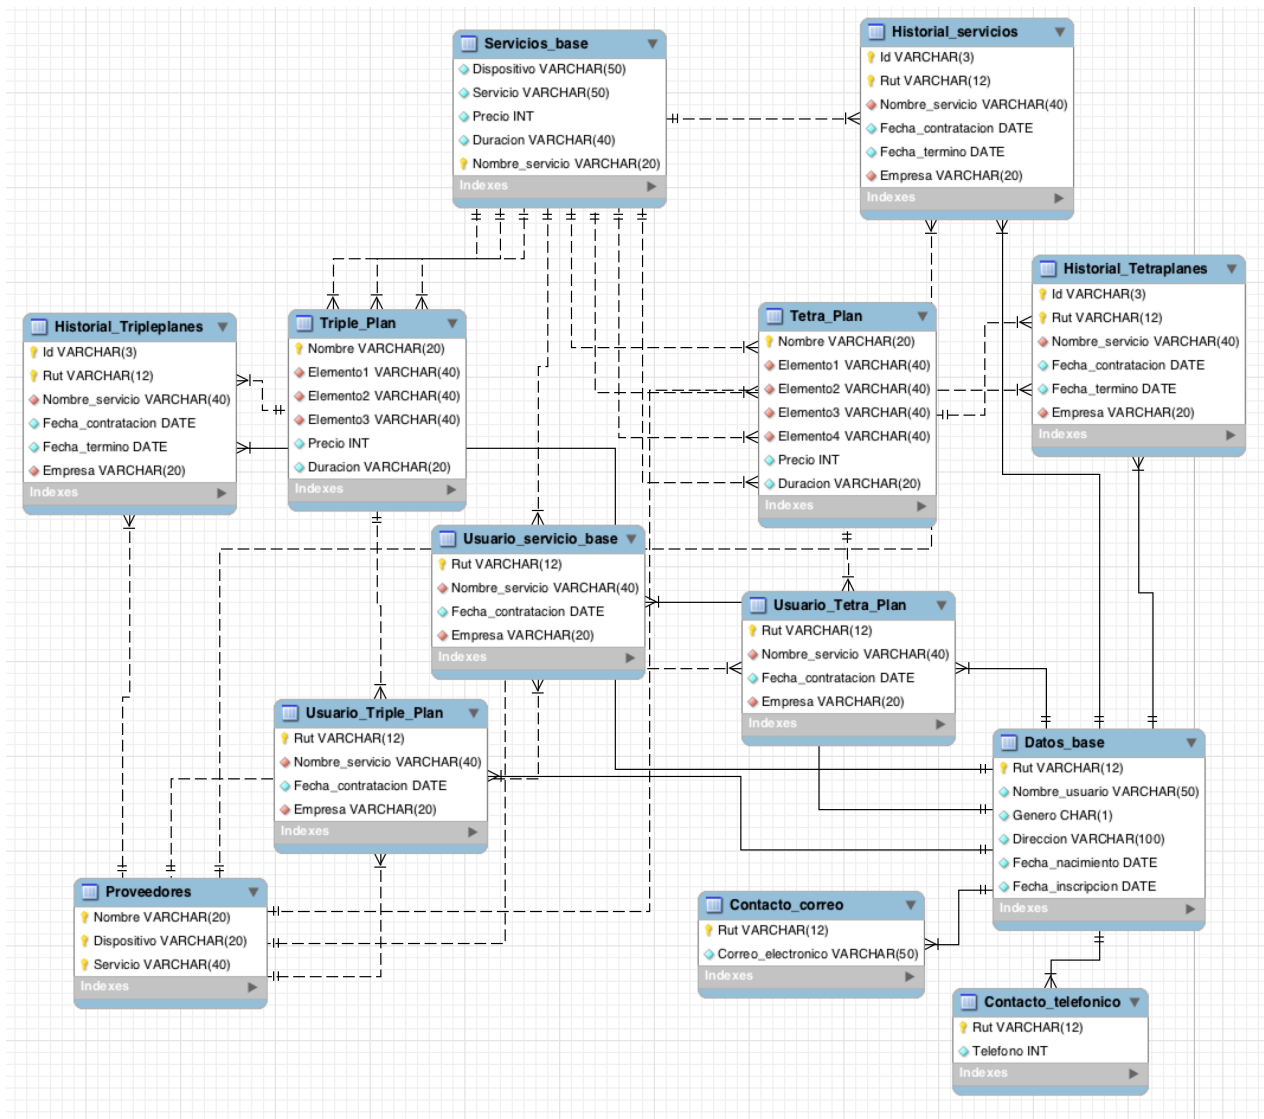 Servicios_base
Dispositivo VARCHAR(50)
Servicio VARCHAR(50)
Precio INT
Duracion VARCHAR(40)
Nombre_servicio VARCHAR(20)
Indexes
Historial_servicios
Id VARCHAR(3)
Rut VARCHAR(12)
Nombre_servicio VARCHAR(40)
Fecha_contratacion DATE
Fecha_termino DATE
Empresa VARCHAR(20)
Indexes
Historial_Tetraplanes
Id VARCHAR(3)
Rut VARCHAR(12)
Nombre_servicio VARCHAR(40)
Fecha_contratacion DATE
Fecha_termino DATE
Empresa VARCHAR(20)
Indexes
Historial_Tripleplanes
Id VARCHAR(3)
Rut VARCHAR(12)
Nombre_servicio VARCHAR(40)
Fecha_contratacion DATE
Fecha_termino DATE
Empresa VARCHAR(20)
Indexes
Triple_Plan
Nombre VARCHAR(20)
Elemento1 VARCHAR(40)
Elemento2 VARCHAR(40)
Elemento3 VARCHAR(40)
Precio INT
Duracion VARCHAR(20)
Indexes
Tetra_Plan
Nombre VARCHAR(20)
Elemento1 VARCHAR(40)
Elemento2 VARCHAR(40)
Elemento3 VARCHAR(40)
Elemento4 VARCHAR(40)
Precio INT
Duracion VARCHAR(20)
Indexes
Usuario_servicio_base
Rut VARCHAR(12)
Nombre_servicio VARCHAR(40)
Fecha_contratacion DATE
Empresa VARCHAR(20)
Indexes
Usuario_Tetra_Plan
Rut VARCHAR(12)
Nombre_servicio VARCHAR(40)
Fecha_contratacion DATE
Empresa VARCHAR(20)
Indexes
Usuario_Triple_Plan
Rut VARCHAR(12)
Nombre_servicio VARCHAR(40)
Fecha_contratacion DATE
Empresa VARCHAR(20)
Indexes
Datos_base
Rut VARCHAR(12)
Nombre_usuario VARCHAR(50)
Genero CHAR(1)
Direccion VARCHAR(100)
Fecha_nacimiento DATE
Fecha_inscripcion DATE
Indexes
Proveedores
Nombre VARCHAR(20)
Dispositivo VARCHAR(20)
Servicio VARCHAR(40)
Indexes
Contacto_correo
Rut VARCHAR(12)
Correo_electronico VARCHAR(50)
Indexes
Contacto_telefonico
Rut VARCHAR(12)
Telefono INT
Indexes